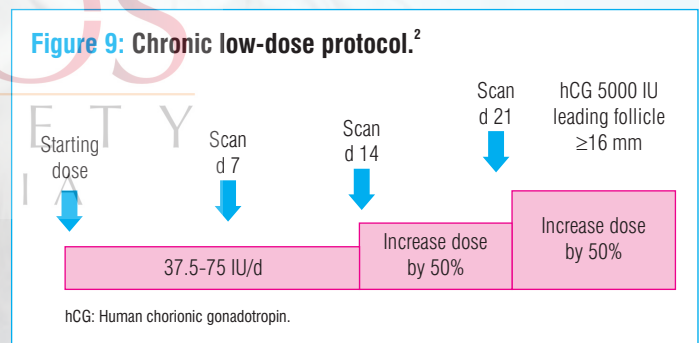 Figure 9: Chronic low-dose protocol.²
E T Y
I A
Starting
dose
Scan
d 7
Scan
d 14
Scan
d 21
hCG 5000 IU
leading follicle
≥16 mm
37.5-75 IU/d
Increase dose
by 50%
Increase dose
by 50%
hCG: Human chorionic gonadotropin.